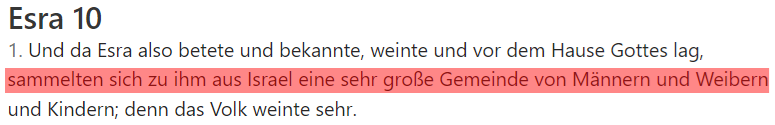 Esra 10
1. Und da Esra also betete und bekannte, weinte und vor dem Hause Gottes lag,
sammelten sich zu ihm aus Israel eine sehr große Gemeinde von Männern und Weibern
und Kindern; denn das Volk weinte sehr.